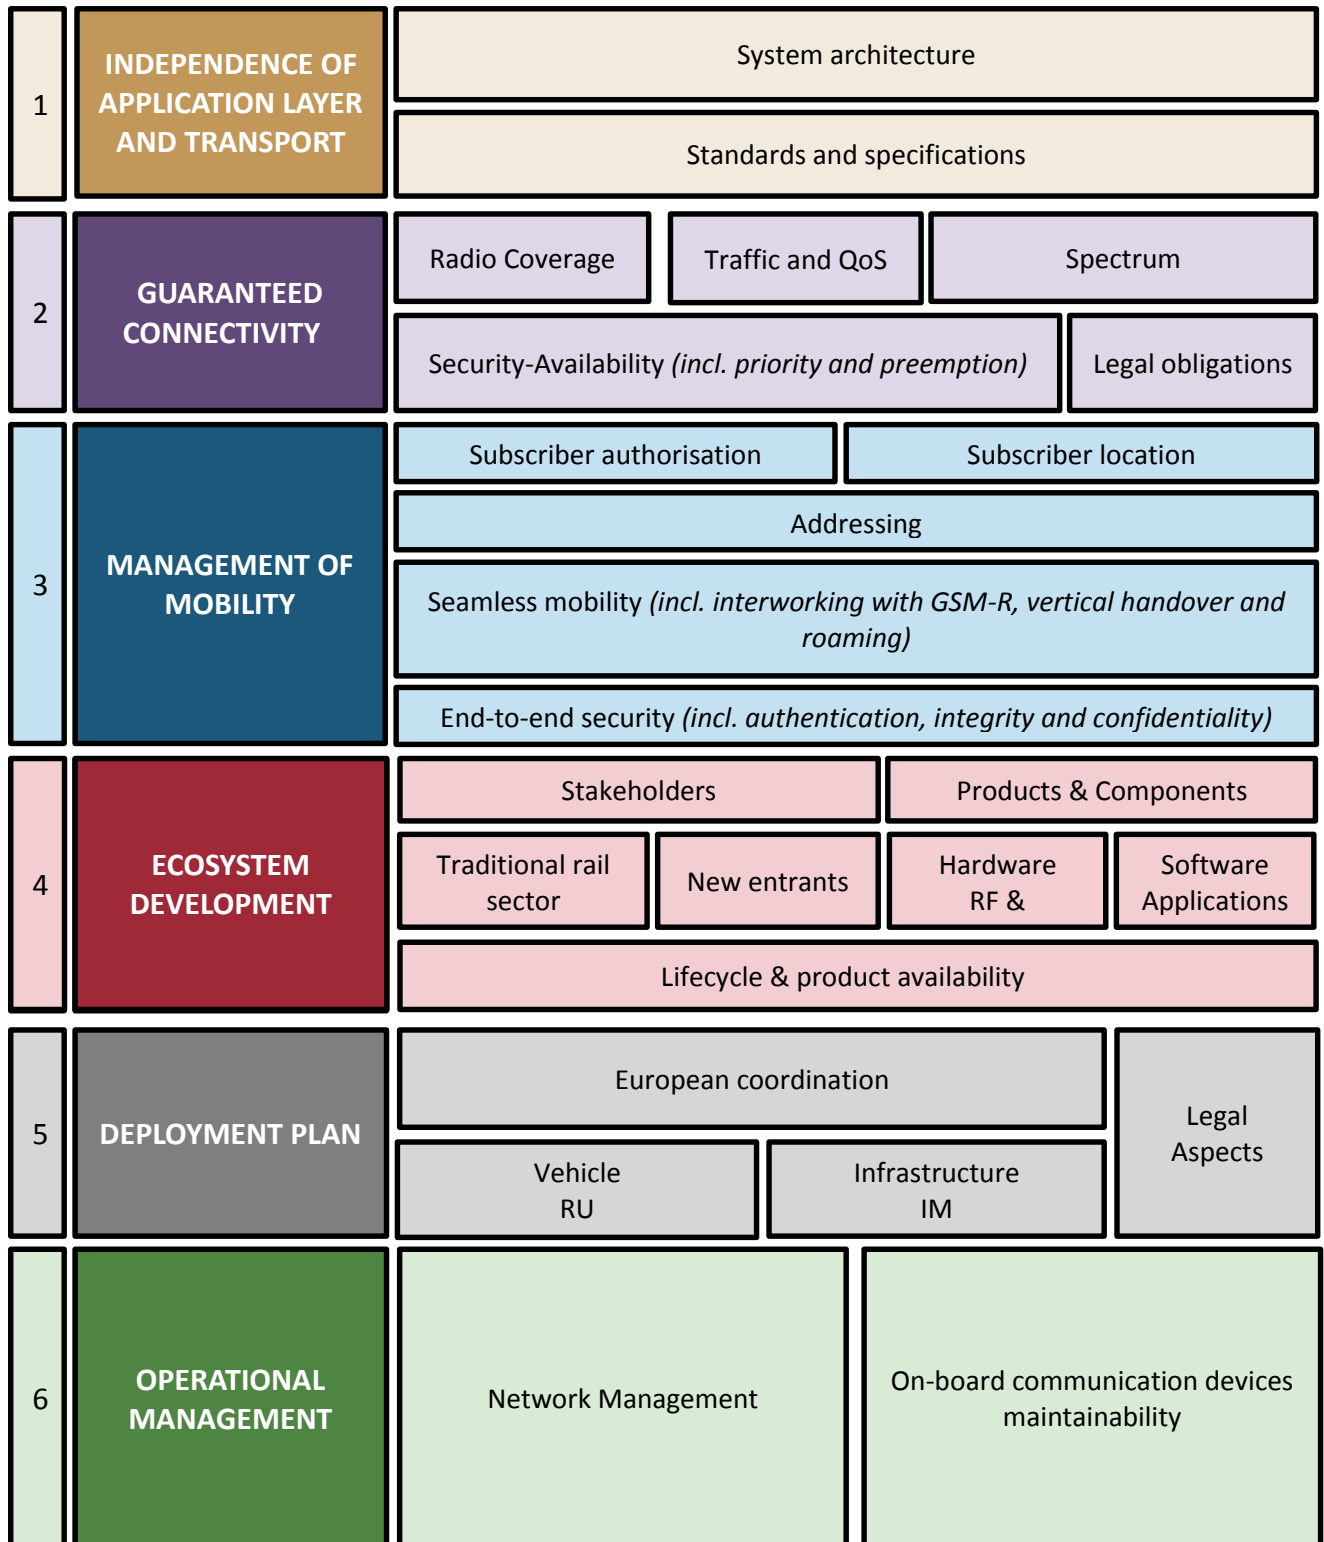 1
INDEPENDENCE OF
APPLICATION LAYER
AND TRANSPORT
System architecture
Standards and specifications
2
GUARANTEED
CONNECTIVITY
Radio Coverage
Traffic and QoS
Spectrum
Security-Availability (incl. priority and preemption)
Legal obligations
3
MANAGEMENT OF
MOBILITY
Subscriber authorisation
Subscriber location
Addressing
Seamless mobility (incl. interworking with GSM-R, vertical handover and
roaming)
End-to-end security (incl. authentication, integrity and confidentiality)
4
ECOSYSTEM
DEVELOPMENT
Stakeholders
Products & Components
Traditional rail
sector
New entrants
Hardware
RF &
Software
Applications
Lifecycle & product availability
5
DEPLOYMENT PLAN
European coordination
Vehicle
RU
Infrastructure
IM
Legal
Aspects
6
OPERATIONAL
MANAGEMENT
Network Management
On-board communication devices
maintainability